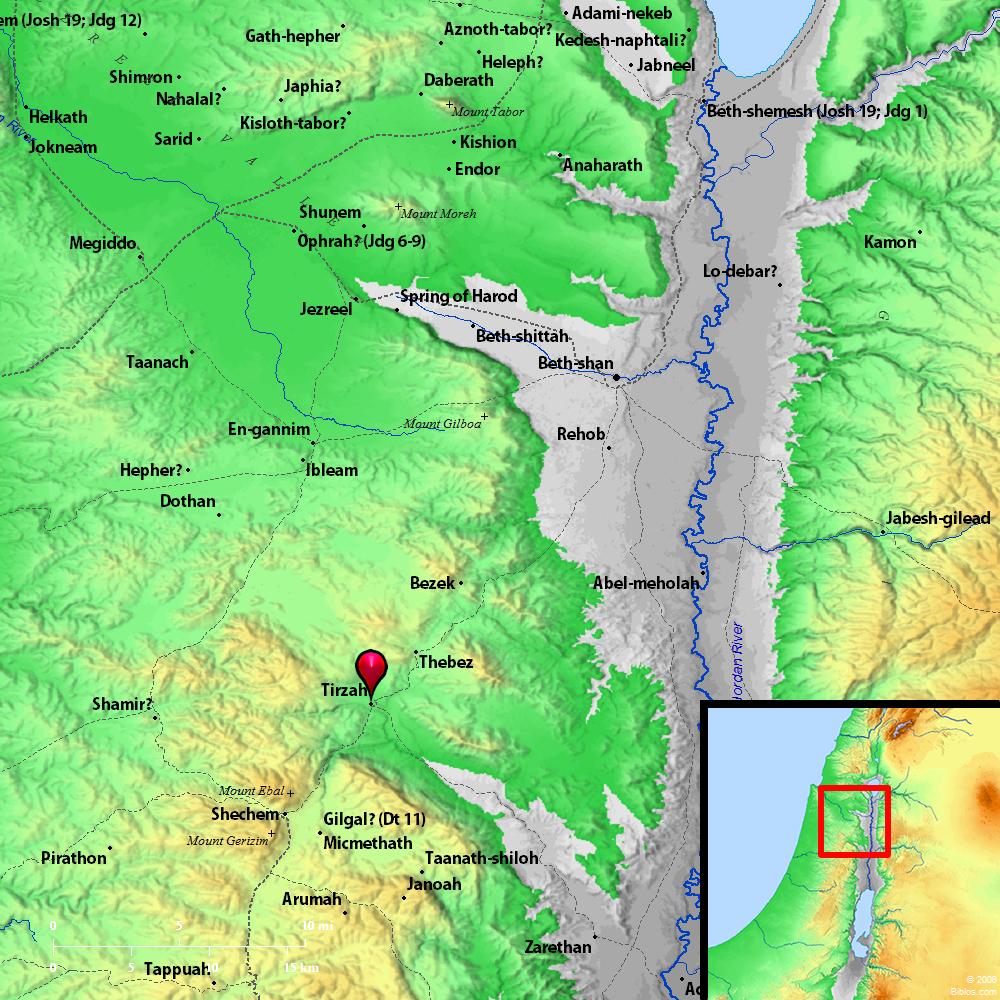 em (Josh 19; Jdg 12)
Adami-nekeb
Gath-hepher
Aznoth-tabor?
Kedesh-naphtali?
Heleph?
Jabneel
Shimron
Daberath
Japhia?
Nahalal?
Mount Tabor
Beth-shemesh (Josh 19; Jdg 1)
Helkath
Kisloth-tabor?
River
Sarid
Kishion
Jokneam
Anaharath
Endor
Shunem
Mount Moreh
Ophrah? (Jdg 6-9)
Megiddo
Kamon
Lo-debar?
Spring of Harod
Jezreel
G
Beth-shittah
Taanach
Beth-shan
Mount Gilboa
En-gannim
Rehob
Hepher?
Ibleam
Dothan
Jabesh-gilead
Bezek
Abel-meholah
Jordan River
Thebez
Tirzah
Shamir?
Mount Ebal
Shechem
Gilgal? (Dt 11)
Mount Gerizim
Micmethath
Pirathon
Taanath-shiloh
Janoah
Arumah
0 5 10 mi
Zarethan
5 10 15 km
Tappuah
Biblos.com